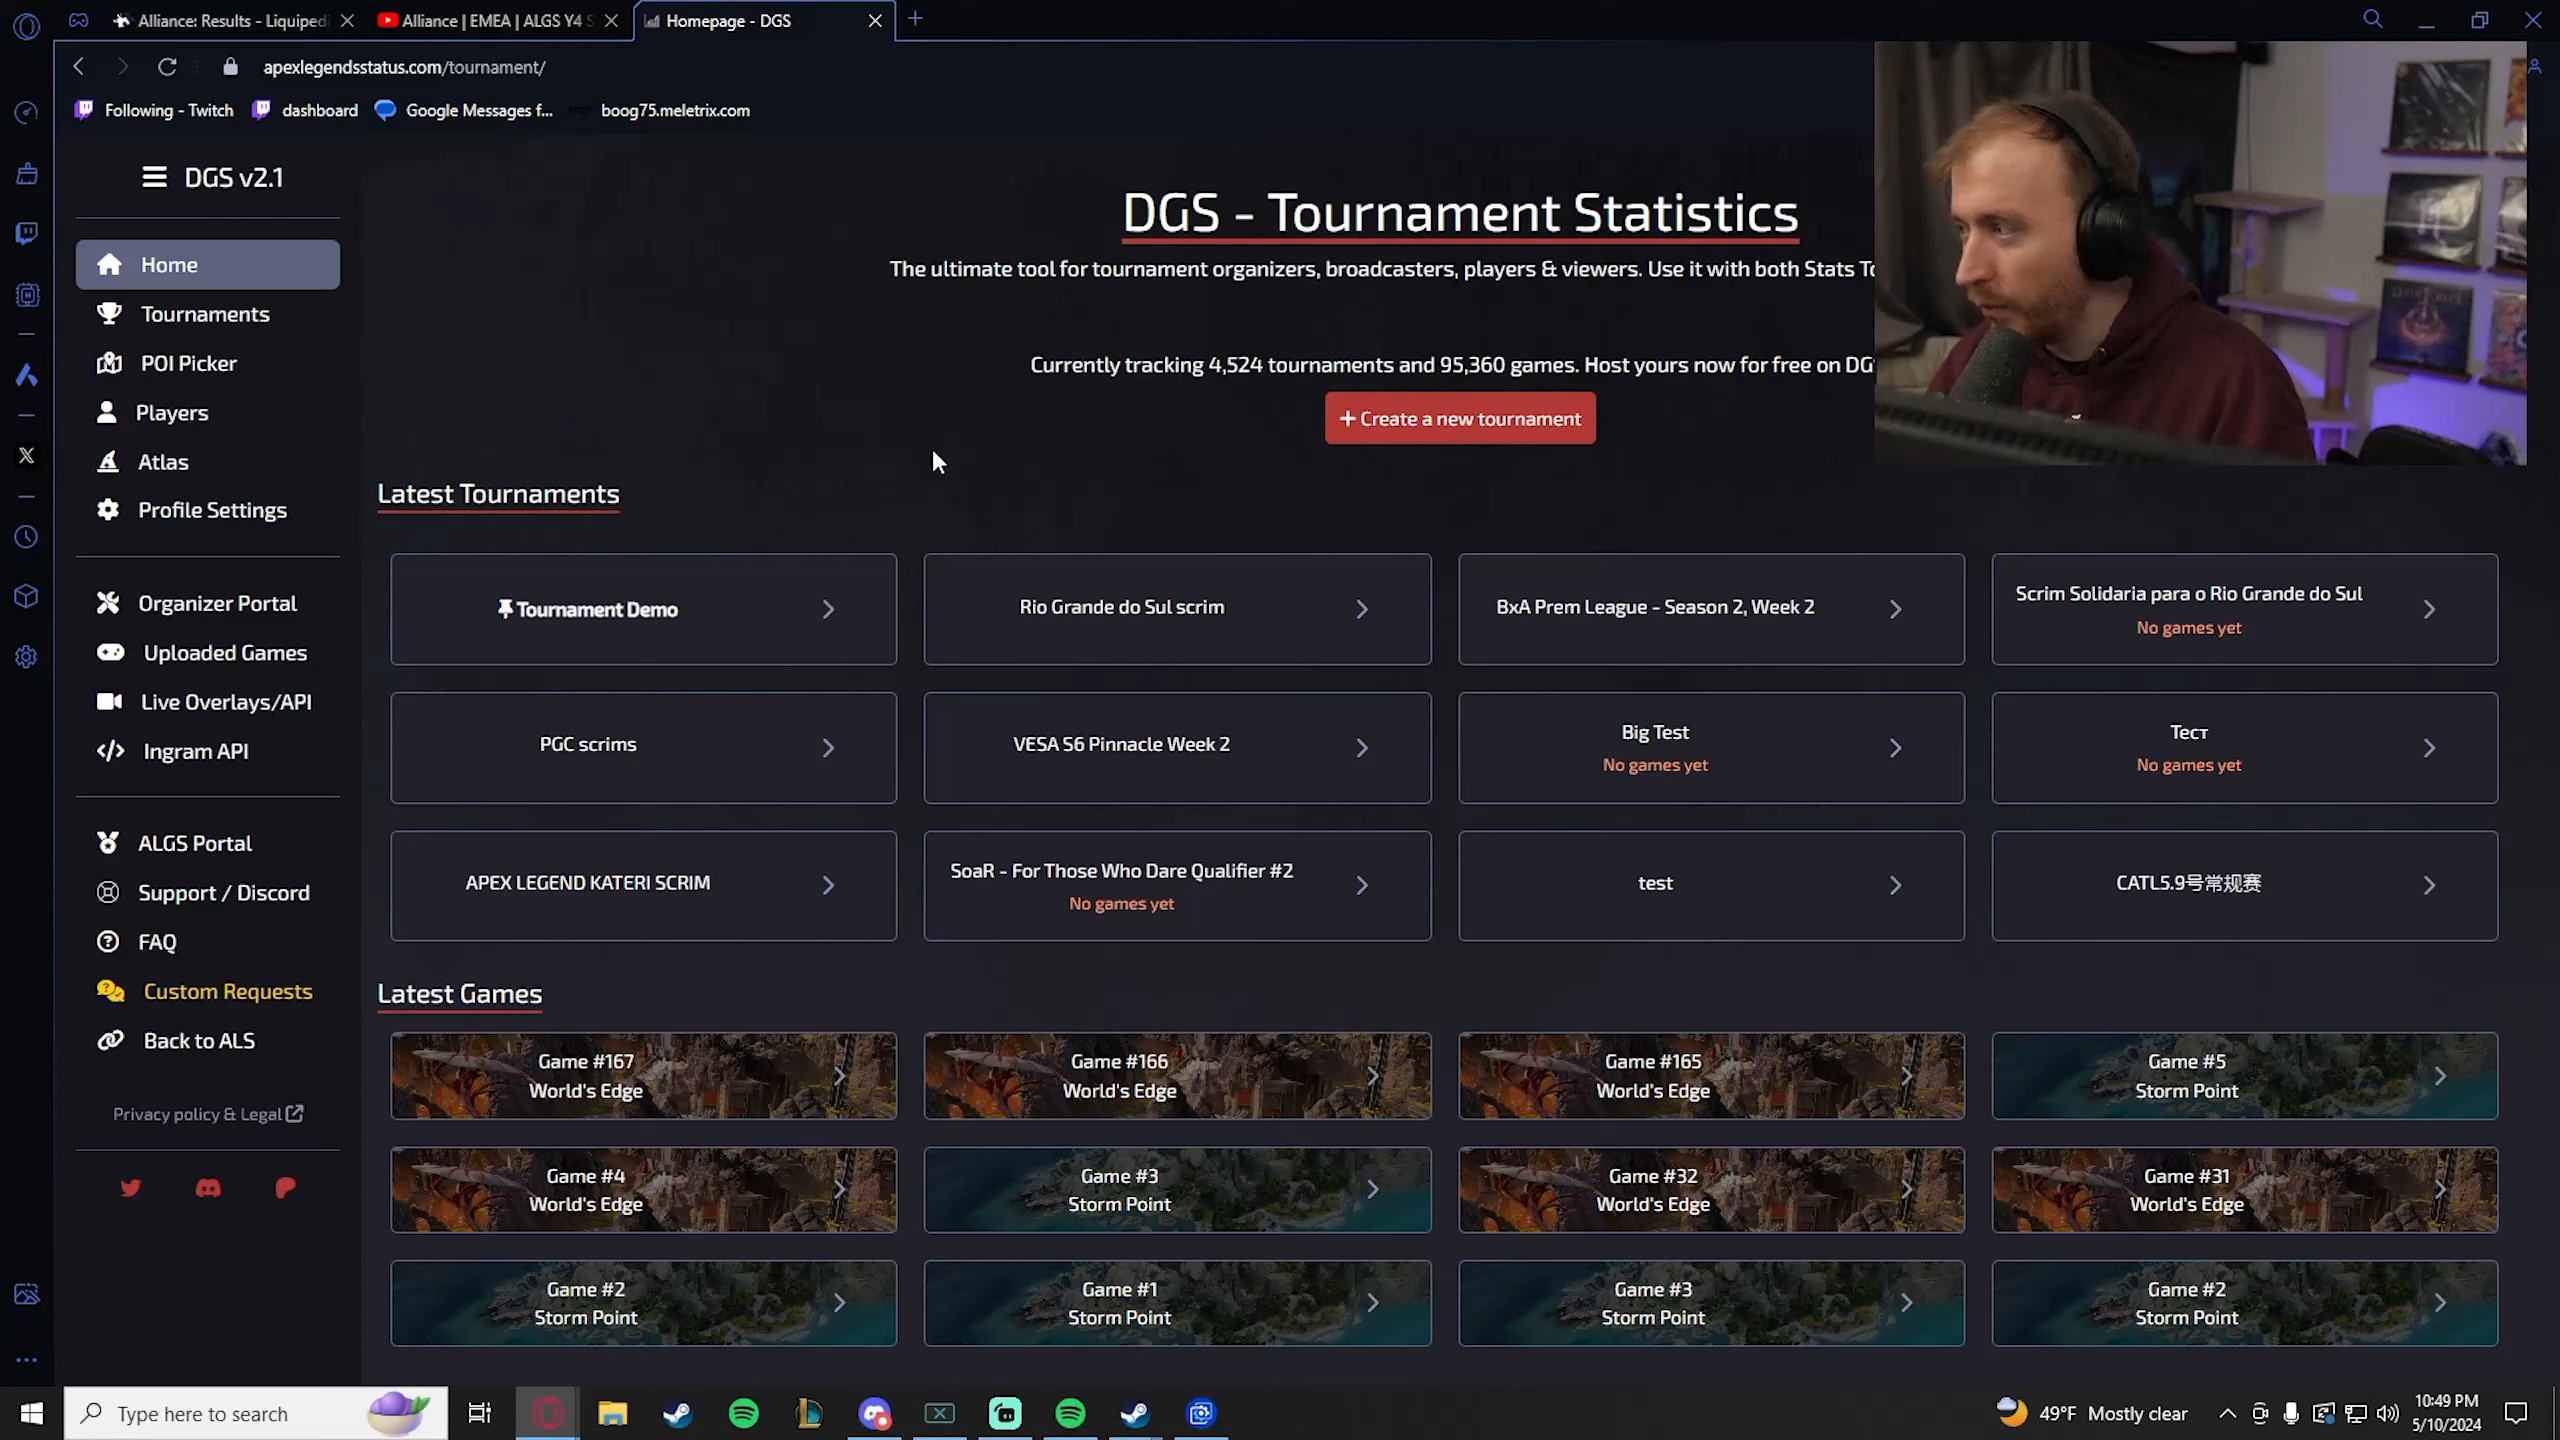 Alliance: Results - Liquiped
Alliance | EMEA | ALGS Y4 S
Homepage - DGS
apexlegendsstatus.com/tournament/
Following - Twitch
dashboard
Google Messages f...
boog75.meletrix.com
DGS v2.1
Home
Tournaments
POI Picker
Players
Atlas
Profile Settings
Organizer Portal
Uploaded Games
Live Overlays/API
Ingram API
ALGS Portal
Support / Discord
FAQ
Custom Requests
Back to ALS
Privacy policy & Legal
DGS - Tournament Statistics
The ultimate tool for tournament organizers, broadcasters, players & viewers. Use it with both Stats
Currently tracking 4,524 tournaments and 95,360 games. Host yours now for free on DG
+ Create a new tournament
Latest Tournaments
Tournament Demo
Rio Grande do Sul scrim
BxA Prem League - Season 2, Week 2
Scrim Solidaria para o Rio Grande do Sul
No games yet
PGC scrims
VESA S6 Pinnacle Week 2
Big Test
No games yet
Тест
No games yet
APEX LEGEND KATERI SCRIM
SoaR - For Those Who Dare Qualifier #2
No games yet
test
CATL5.9号常规赛
Latest Games
Game #167
World's Edge
Game #166
World's Edge
Game #165
World's Edge
Game #5
Storm Point
Game #4
World's Edge
Game #3
Storm Point
Game #32
World's Edge
Game #31
World's Edge
Game #2
Storm Point
Game #1
Storm Point
Game #3
Storm Point
Game #2
Storm Point
Type here to search
49°F Mostly clear
10:49 PM
5/10/2024